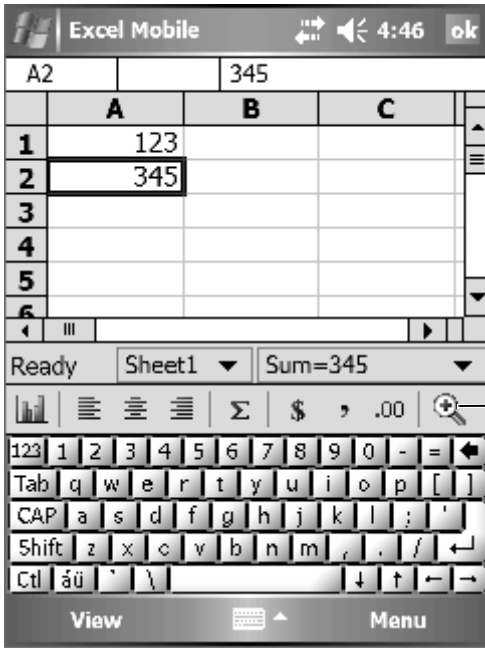 Excel Mobile 4:46 ok
A2 345
A B C
1 123
2 345
3
4
5
6
Ready Sheet1 Sum=345
Σ $ , .00
123 1 2 3 4 5 6 7 8 9 0 - =
Tab q w e r t y u i o p [ ]
CAP a s d f g h j k l ; '
Shift z x c v b n m , . /
Ctl áü ` \
View Menu